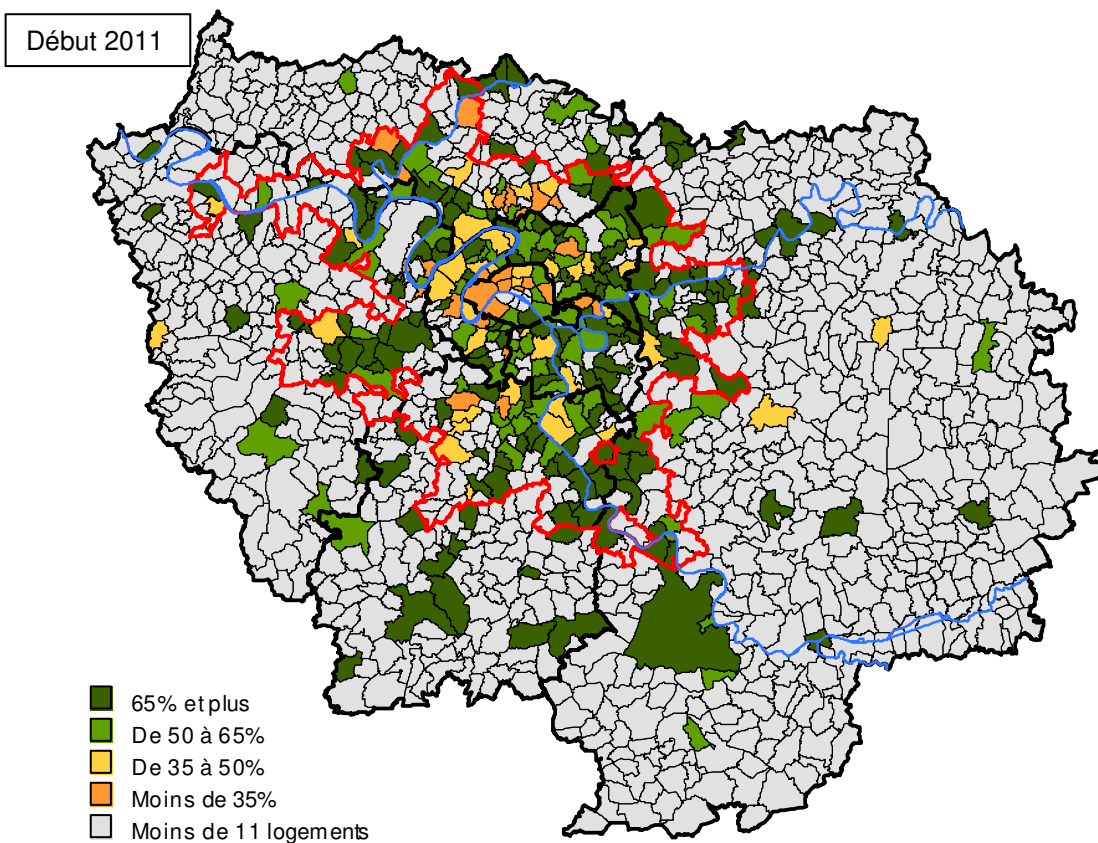 Début 2011
65% et plus
De 50 à 65%
De 35 à 50%
Moins de 35%
Moins de 11 logements